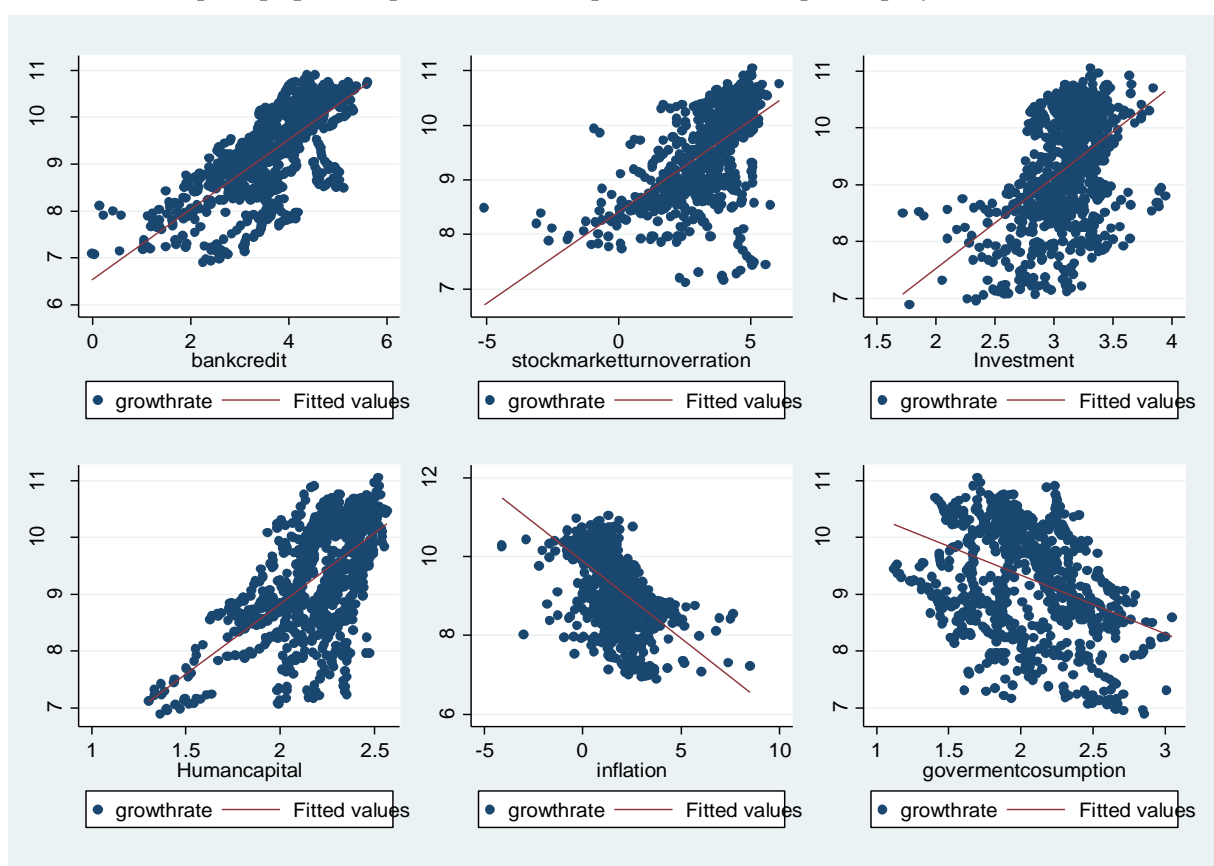 11
10
9
8
7
6
0 2 4 6
bankcredit
growthrate Fitted values
11
10
9
8
7
-5 0 5
stockmarketturnoverration
growthrate Fitted values
11
10
9
8
7
1.5 2 2.5 3 3.5 4
Investment
growthrate Fitted values
11
10
9
8
7
1 1.5 2 2.5
Humancapital
growthrate Fitted values
12
10
8
6
-5 0 5 10
inflation
growthrate Fitted values
11
10
9
8
7
1 1.5 2 2.5 3
govermentcosumption
growthrate Fitted values